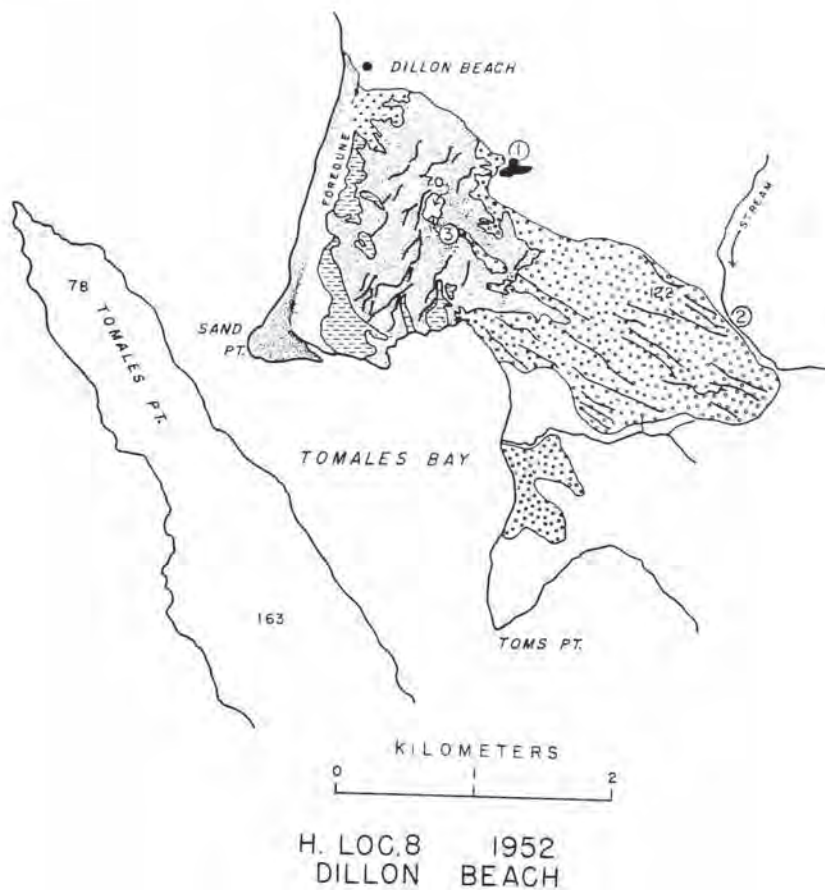 DILLON BEACH
1
FOREDUNE
70
3
STREAM
78
TOMALES PT.
122
2
SAND
PT.
TOMALES BAY
163
TOMS PT.
KILOMETERS
0 1 2
H. LOC.8 1952
DILLON BEACH